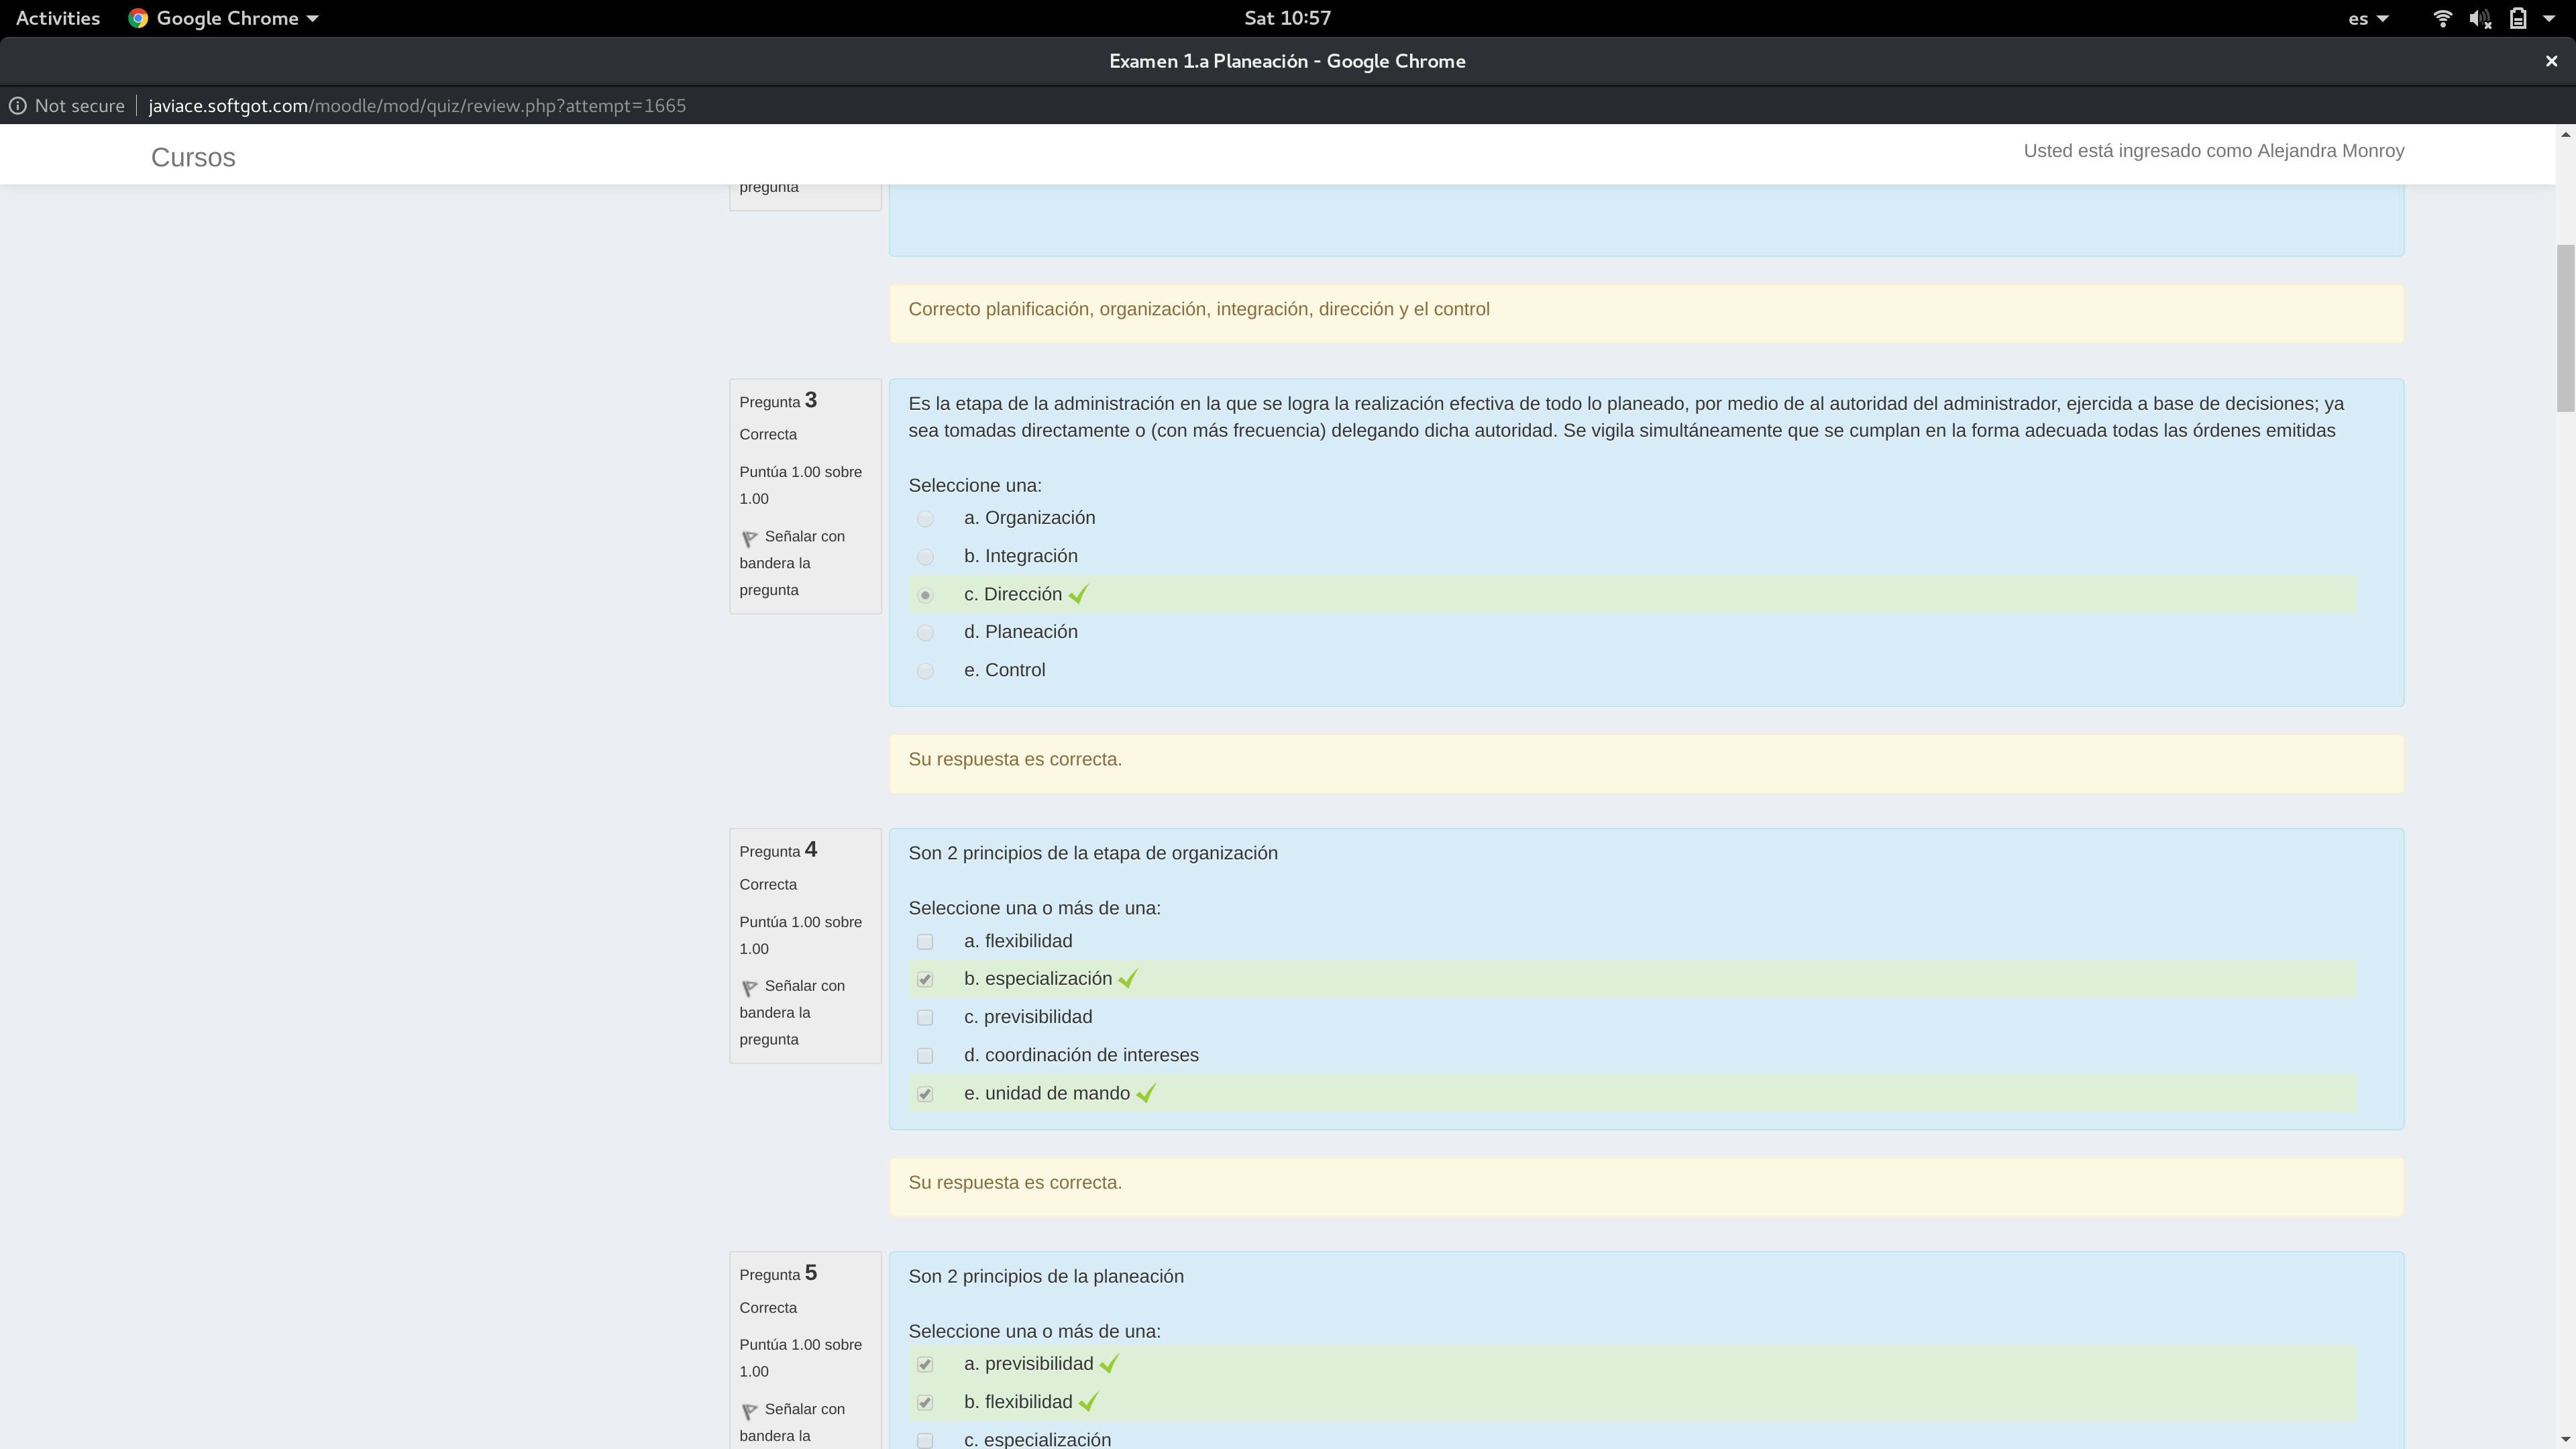 Activities Google Chrome Sat 10:57 es
Examen 1.a Planeación - Google Chrome
Not secure javiace.softgot.com/moodle/mod/quiz/review.php?attempt=1665
Cursos Usted está ingresado como Alejandra Monroy
pregunta
Correcto planificación, organización, integración, dirección y el control
Pregunta 3
Correcta
Puntúa 1.00 sobre
1.00
Señalar con
bandera la
pregunta
Es la etapa de la administración en la que se logra la realización efectiva de todo lo planeado, por medio de al autoridad del administrador, ejercida a base de decisiones; ya
sea tomadas directamente o (con más frecuencia) delegando dicha autoridad. Se vigila simultáneamente que se cumplan en la forma adecuada todas las órdenes emitidas
Seleccione una:
a. Organización
b. Integración
c. Dirección
d. Planeación
e. Control
Su respuesta es correcta.
Pregunta 4
Correcta
Puntúa 1.00 sobre
1.00
Señalar con
bandera la
pregunta
Son 2 principios de la etapa de organización
Seleccione una o más de una:
a. flexibilidad
b. especialización
c. previsibilidad
d. coordinación de intereses
e. unidad de mando
Su respuesta es correcta.
Pregunta 5
Correcta
Puntúa 1.00 sobre
1.00
Señalar con
bandera la
Son 2 principios de la planeación
Seleccione una o más de una:
a. previsibilidad
b. flexibilidad
c. especialización